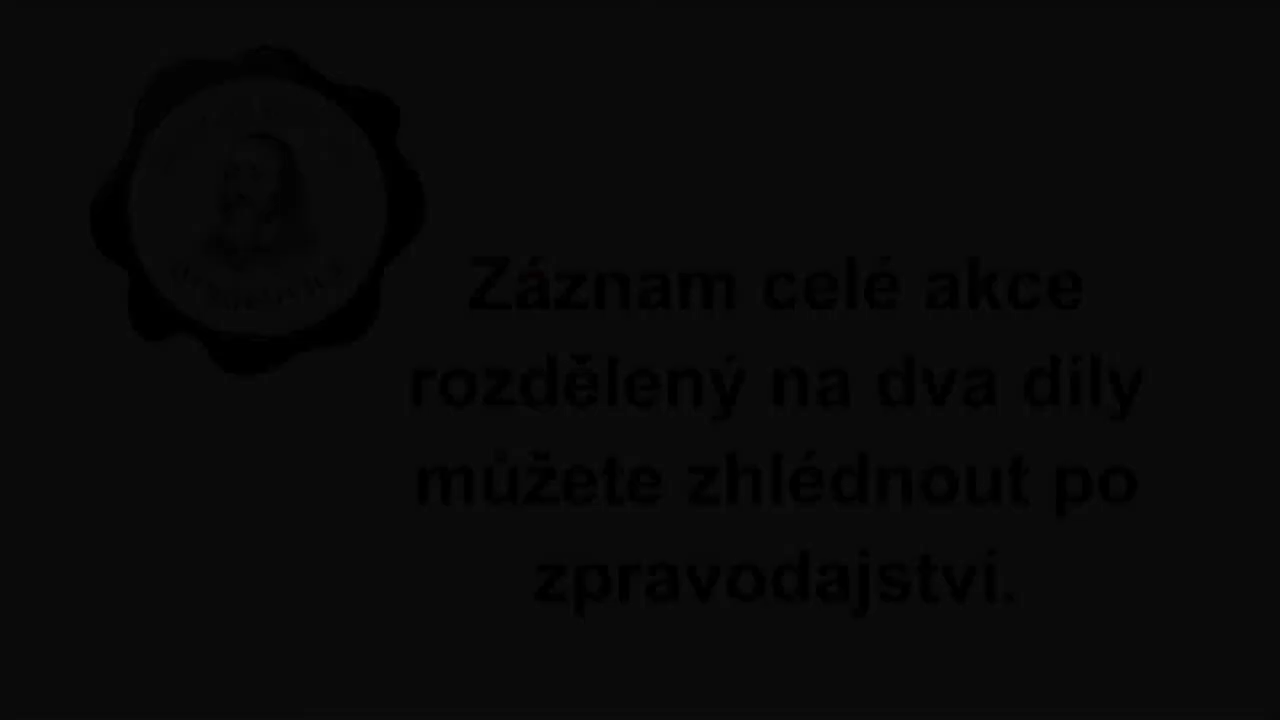 Záznam celé akce
rozdělený na dva díly
můžete zhlédnout po
zpravodajství.